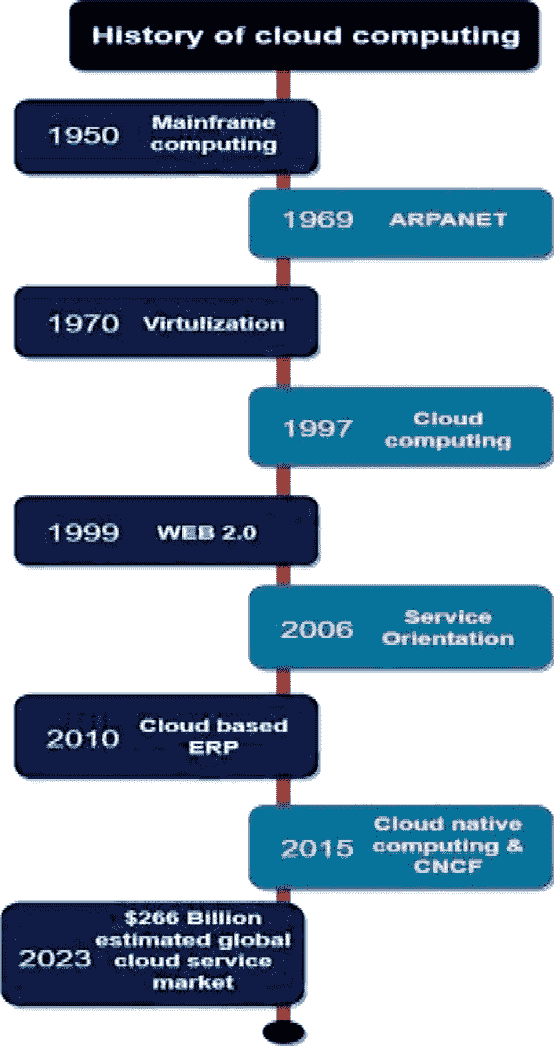 History of cloud computing
1950
Mainframe
computing
1969
ARPANET
1970
Virtulization
1997
Cloud
computing
1999
WEB 2.0
2006
Service
Orientation
2010
Cloud based
ERP
2015
Cloud native
computing &
CNCF
2023
$266 Billion
estimated global
cloud service
market